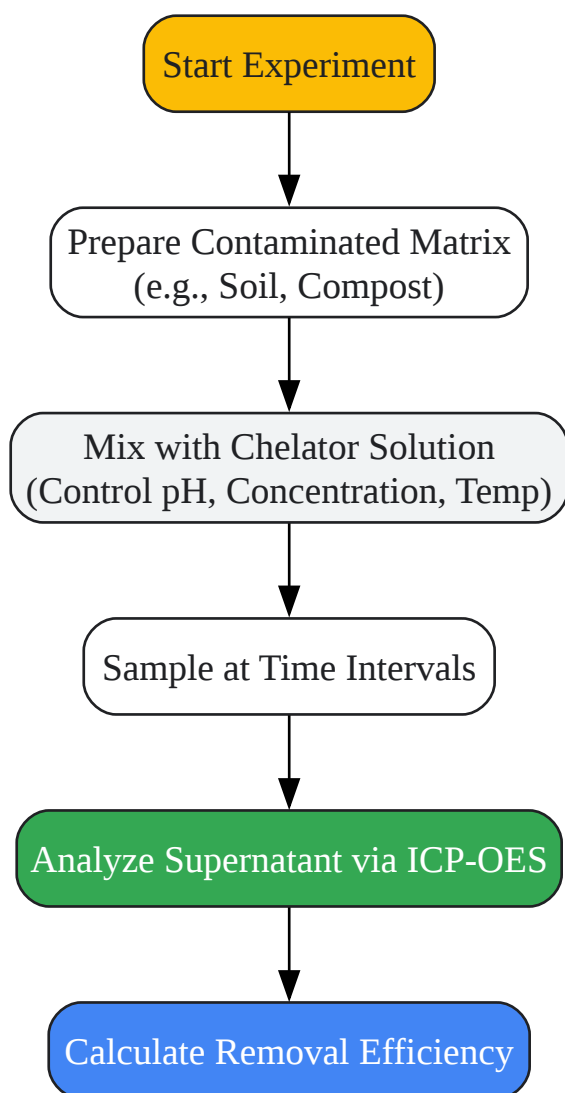 Start Experiment
Prepare Contaminated Matrix
(e.g., Soil, Compost)
Mix with Chelator Solution
(Control pH, Concentration, Temp)
Sample at Time Intervals
Analyze Supernatant via ICP-OES
Calculate Removal Efficiency